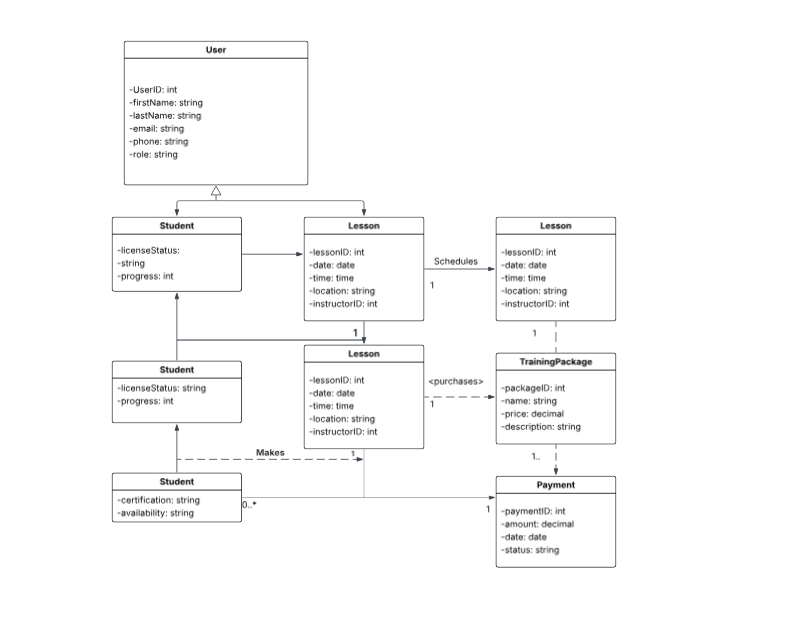 User
-UserID: int
-firstName: string
-lastName: string
-email: string
-phone: string
-role: string
Student
-licenseStatus:
-string
-progress: int
Lesson
-lessonID: int
-date: date
-time: time
-location: string
-instructorID: int
Schedules
1
Lesson
-lessonID: int
-date: date
-time: time
-location: string
-instructorID: int
1
1
Student
-licenseStatus: string
-progress: int
Lesson
-lessonID: int
-date: date
-time: time
-location: string
-instructorID: int
<purchases>
1
TrainingPackage
-packageID: int
-name: string
-price: decimal
-description: string
Makes
1
1..
Student
-certification: string
-availability: string
0..*
1
Payment
-paymentID: int
-amount: decimal
-date: date
-status: string